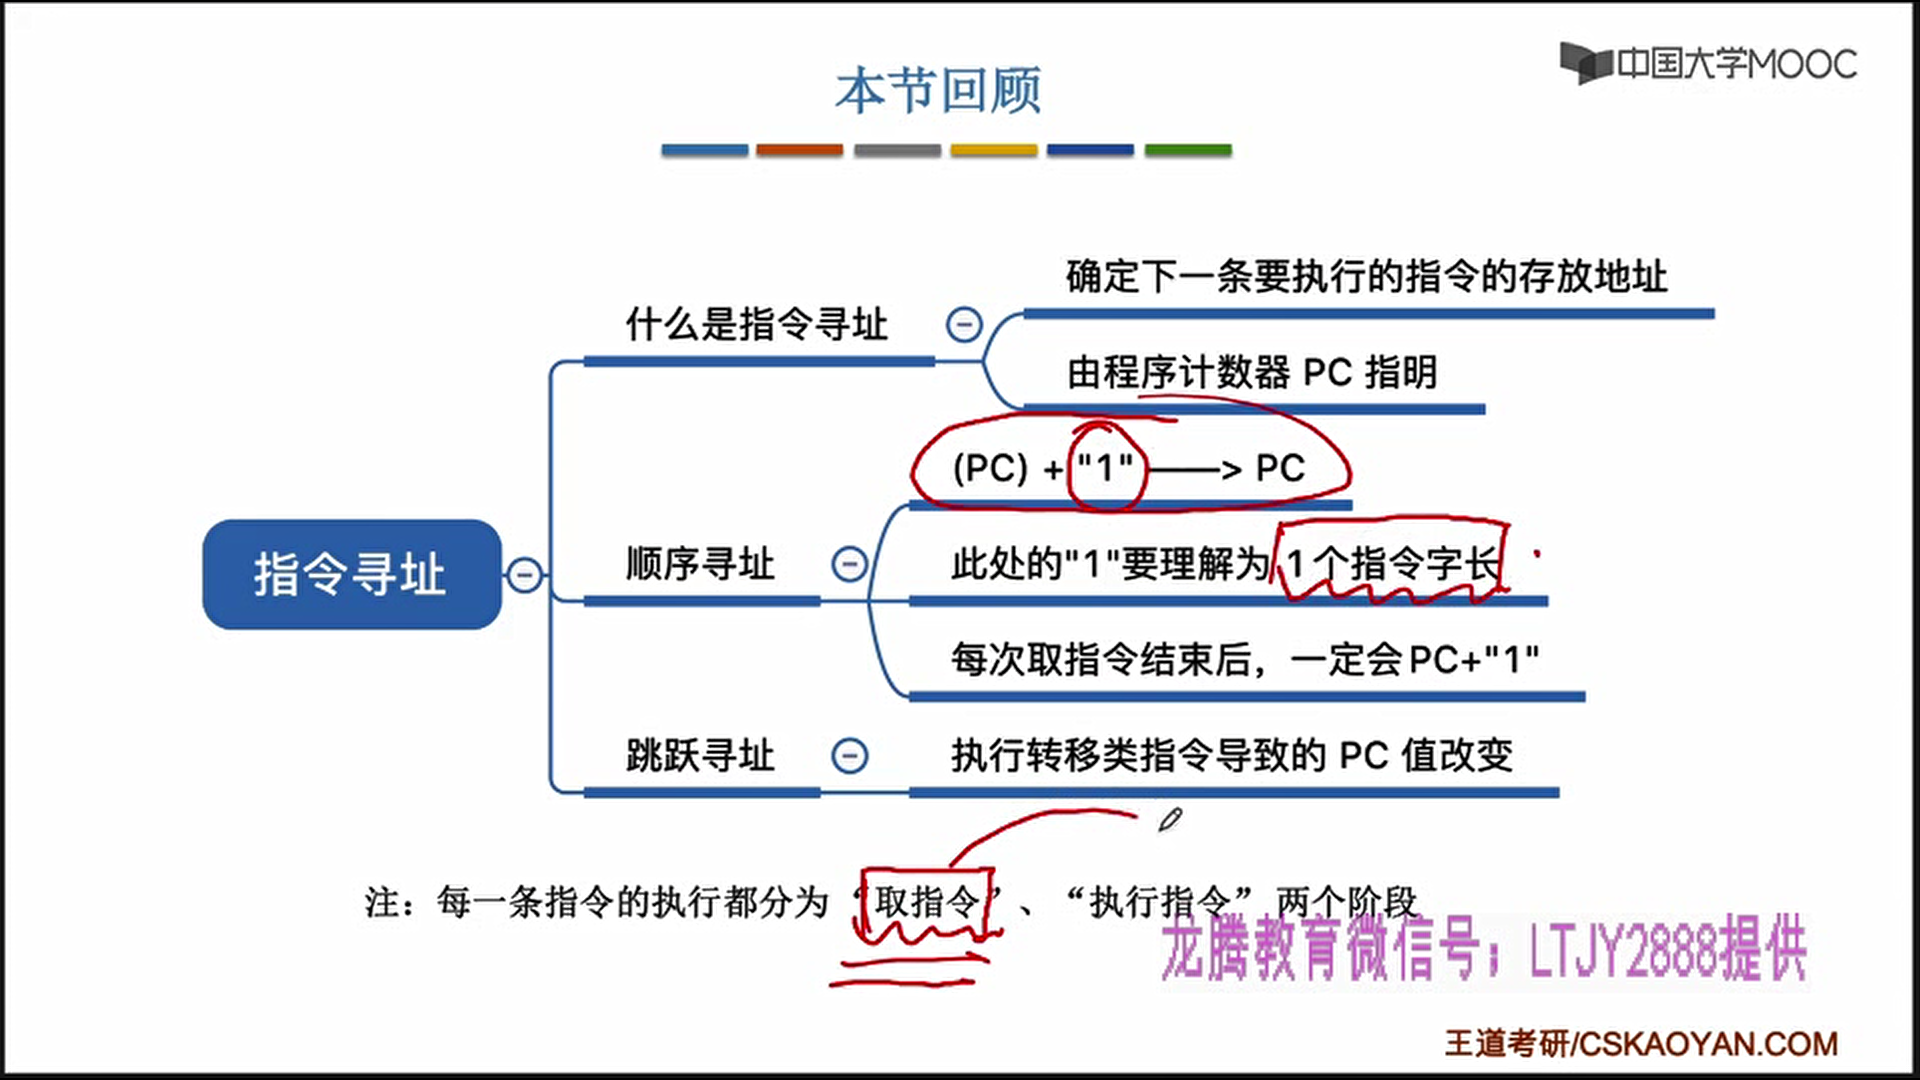 中国大学MOOC
本节回顾
指令寻址
什么是指令寻址
确定下一条要执行的指令的存放地址
由程序计数器 PC 指明
顺序寻址
(PC) + "1" ——> PC
此处的"1"要理解为 1个指令字长
每次取指令结束后，一定会PC+"1"
跳跃寻址
执行转移类指令导致的 PC 值改变
注：每一条指令的执行都分为“取指令”、“执行指令”两个阶段
龙腾教育微信号；LTJY2888提供
王道考研/CSKAOYAN.COM